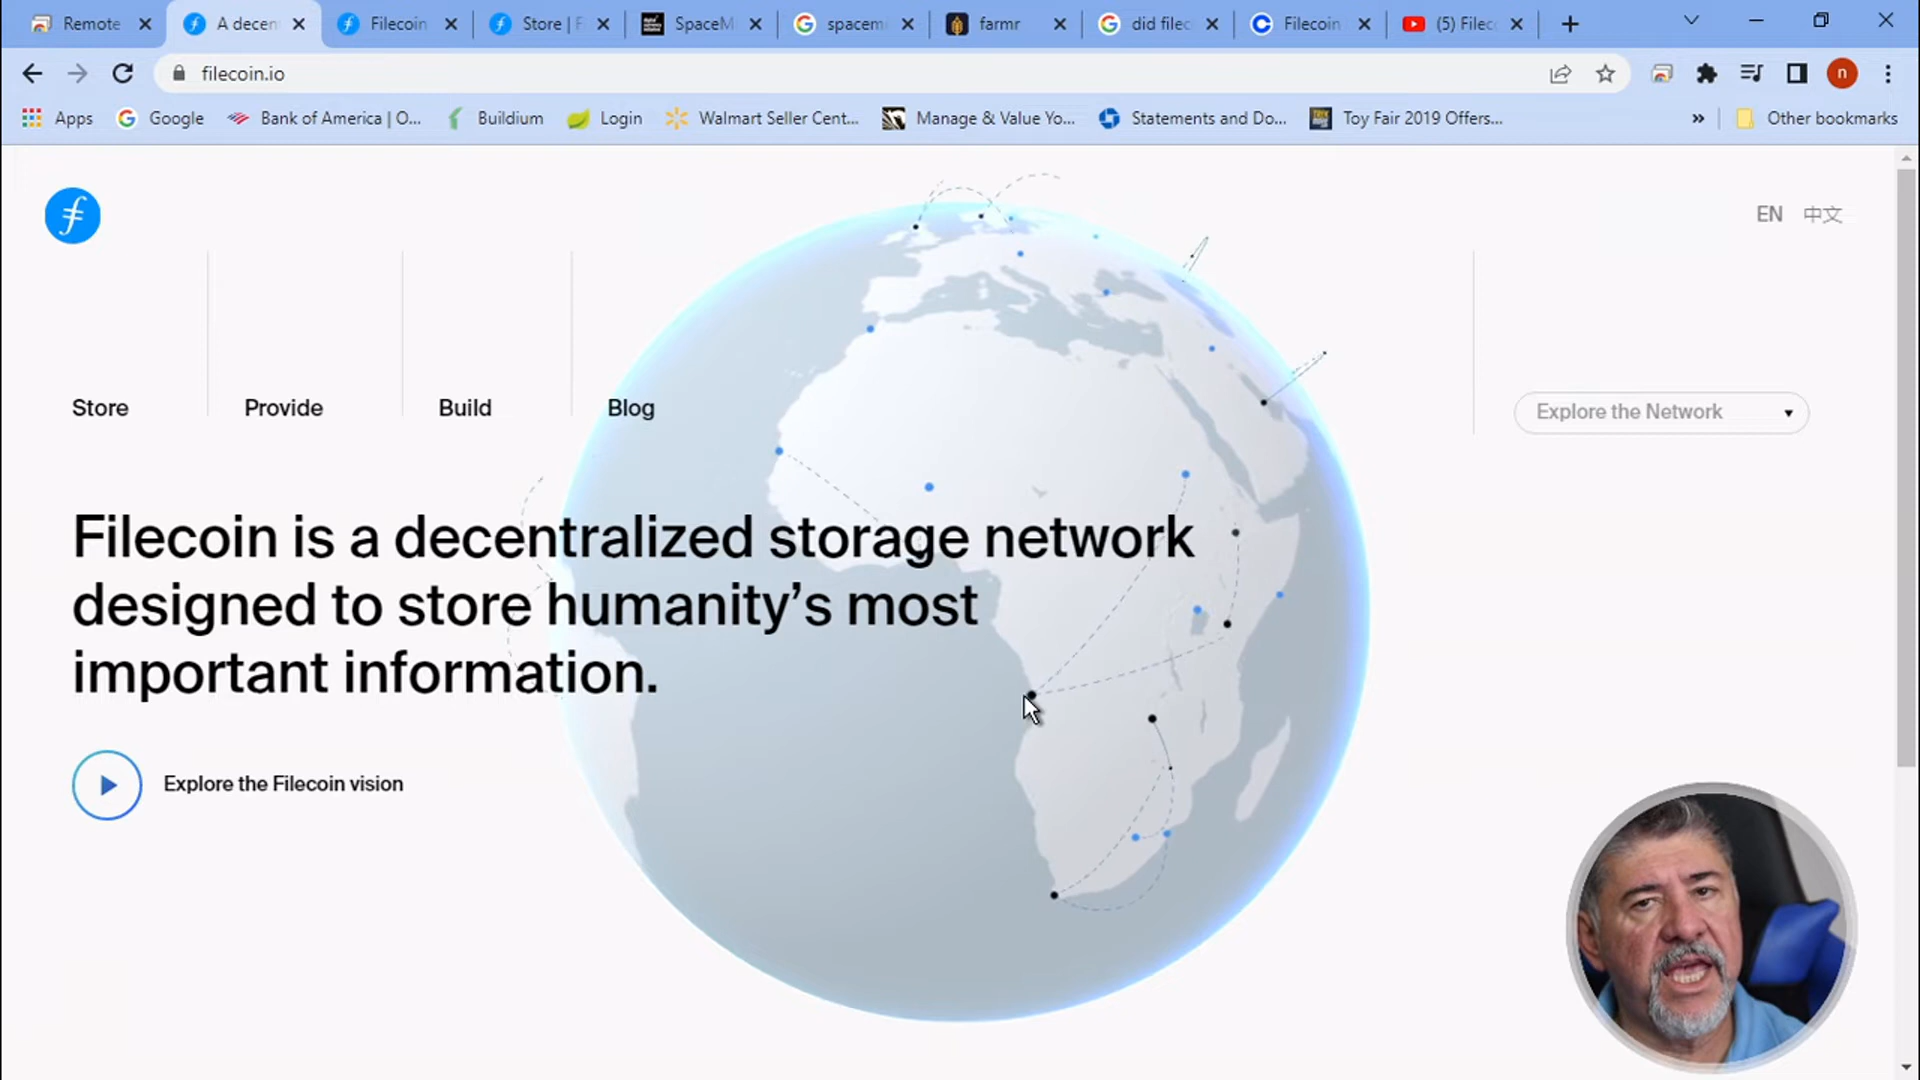 Remote
A decen
Filecoin
Store | F
SpaceM
spacem
farmr
did filec
Filecoin
(5) Filec
filecoin.io
n
Apps
Google
Bank of America | O...
Buildium
Login
Walmart Seller Cent...
Manage & Value Yo...
Statements and Do...
Toy Fair 2019 Offers...
»
Other bookmarks
EN 中文
Store
Provide
Build
Blog
Explore the Network
Filecoin is a decentralized storage network
designed to store humanity’s most
important information.
Explore the Filecoin vision